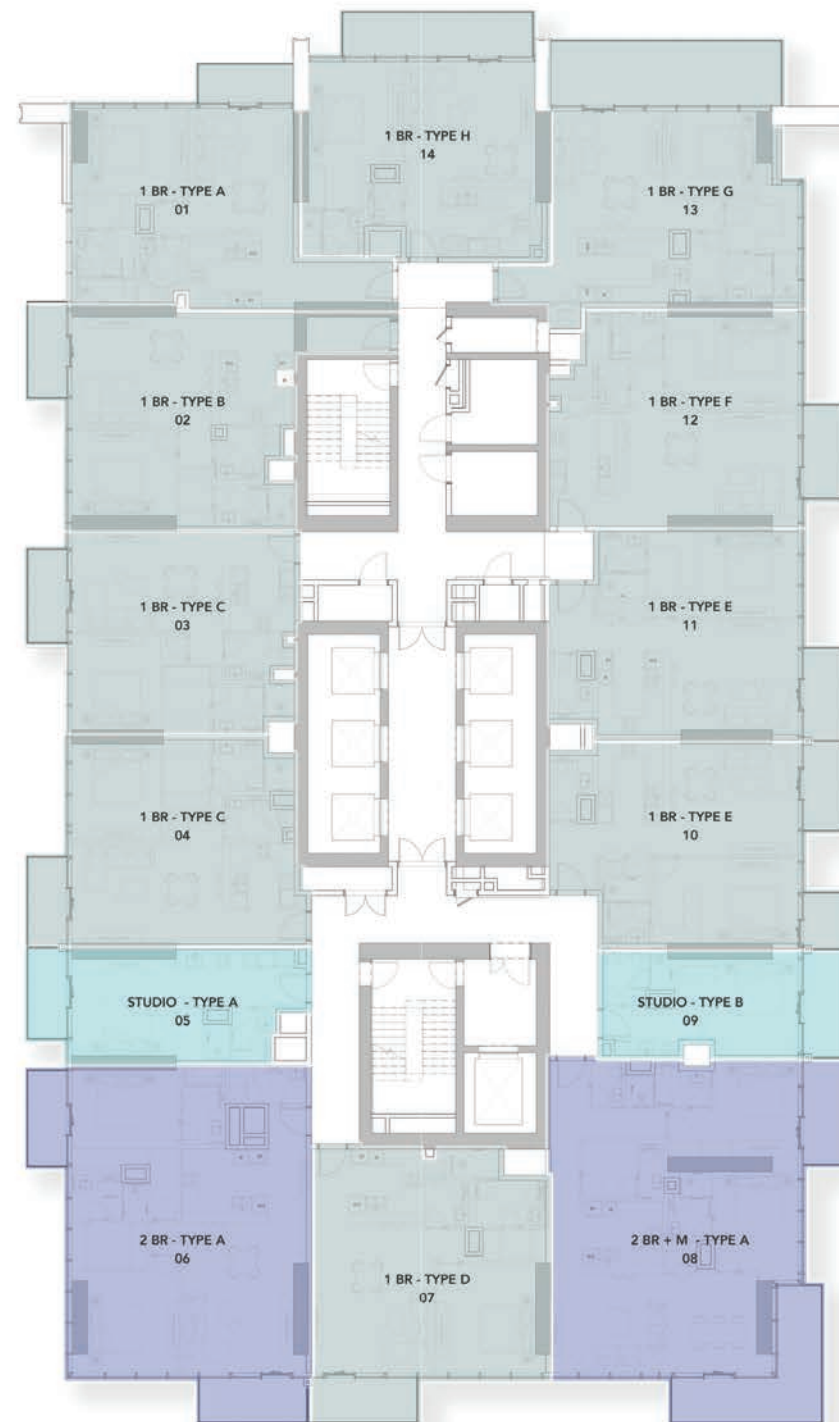 1 BR - TYPE H
14
1 BR - TYPE A
01
1 BR - TYPE G
13
1 BR - TYPE B
02
1 BR - TYPE F
12
1 BR - TYPE C
03
1 BR - TYPE E
11
1 BR - TYPE C
04
1 BR - TYPE E
10
STUDIO - TYPE A
05
STUDIO - TYPE B
09
2 BR - TYPE A
06
2 BR + M - TYPE A
08
1 BR - TYPE D
07